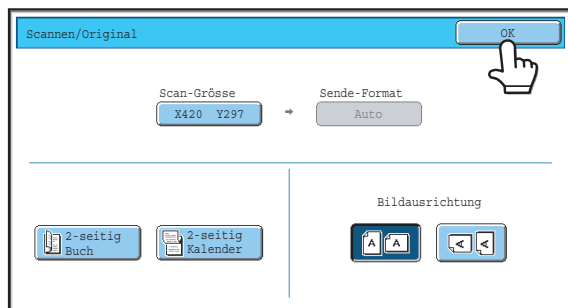 Scannen/Original
OK
Scan-Grösse
Sende-Format
X420 Y297
Auto
Bildausrichtung
2-seitig
Buch
2-seitig
Kalender
A A
A A